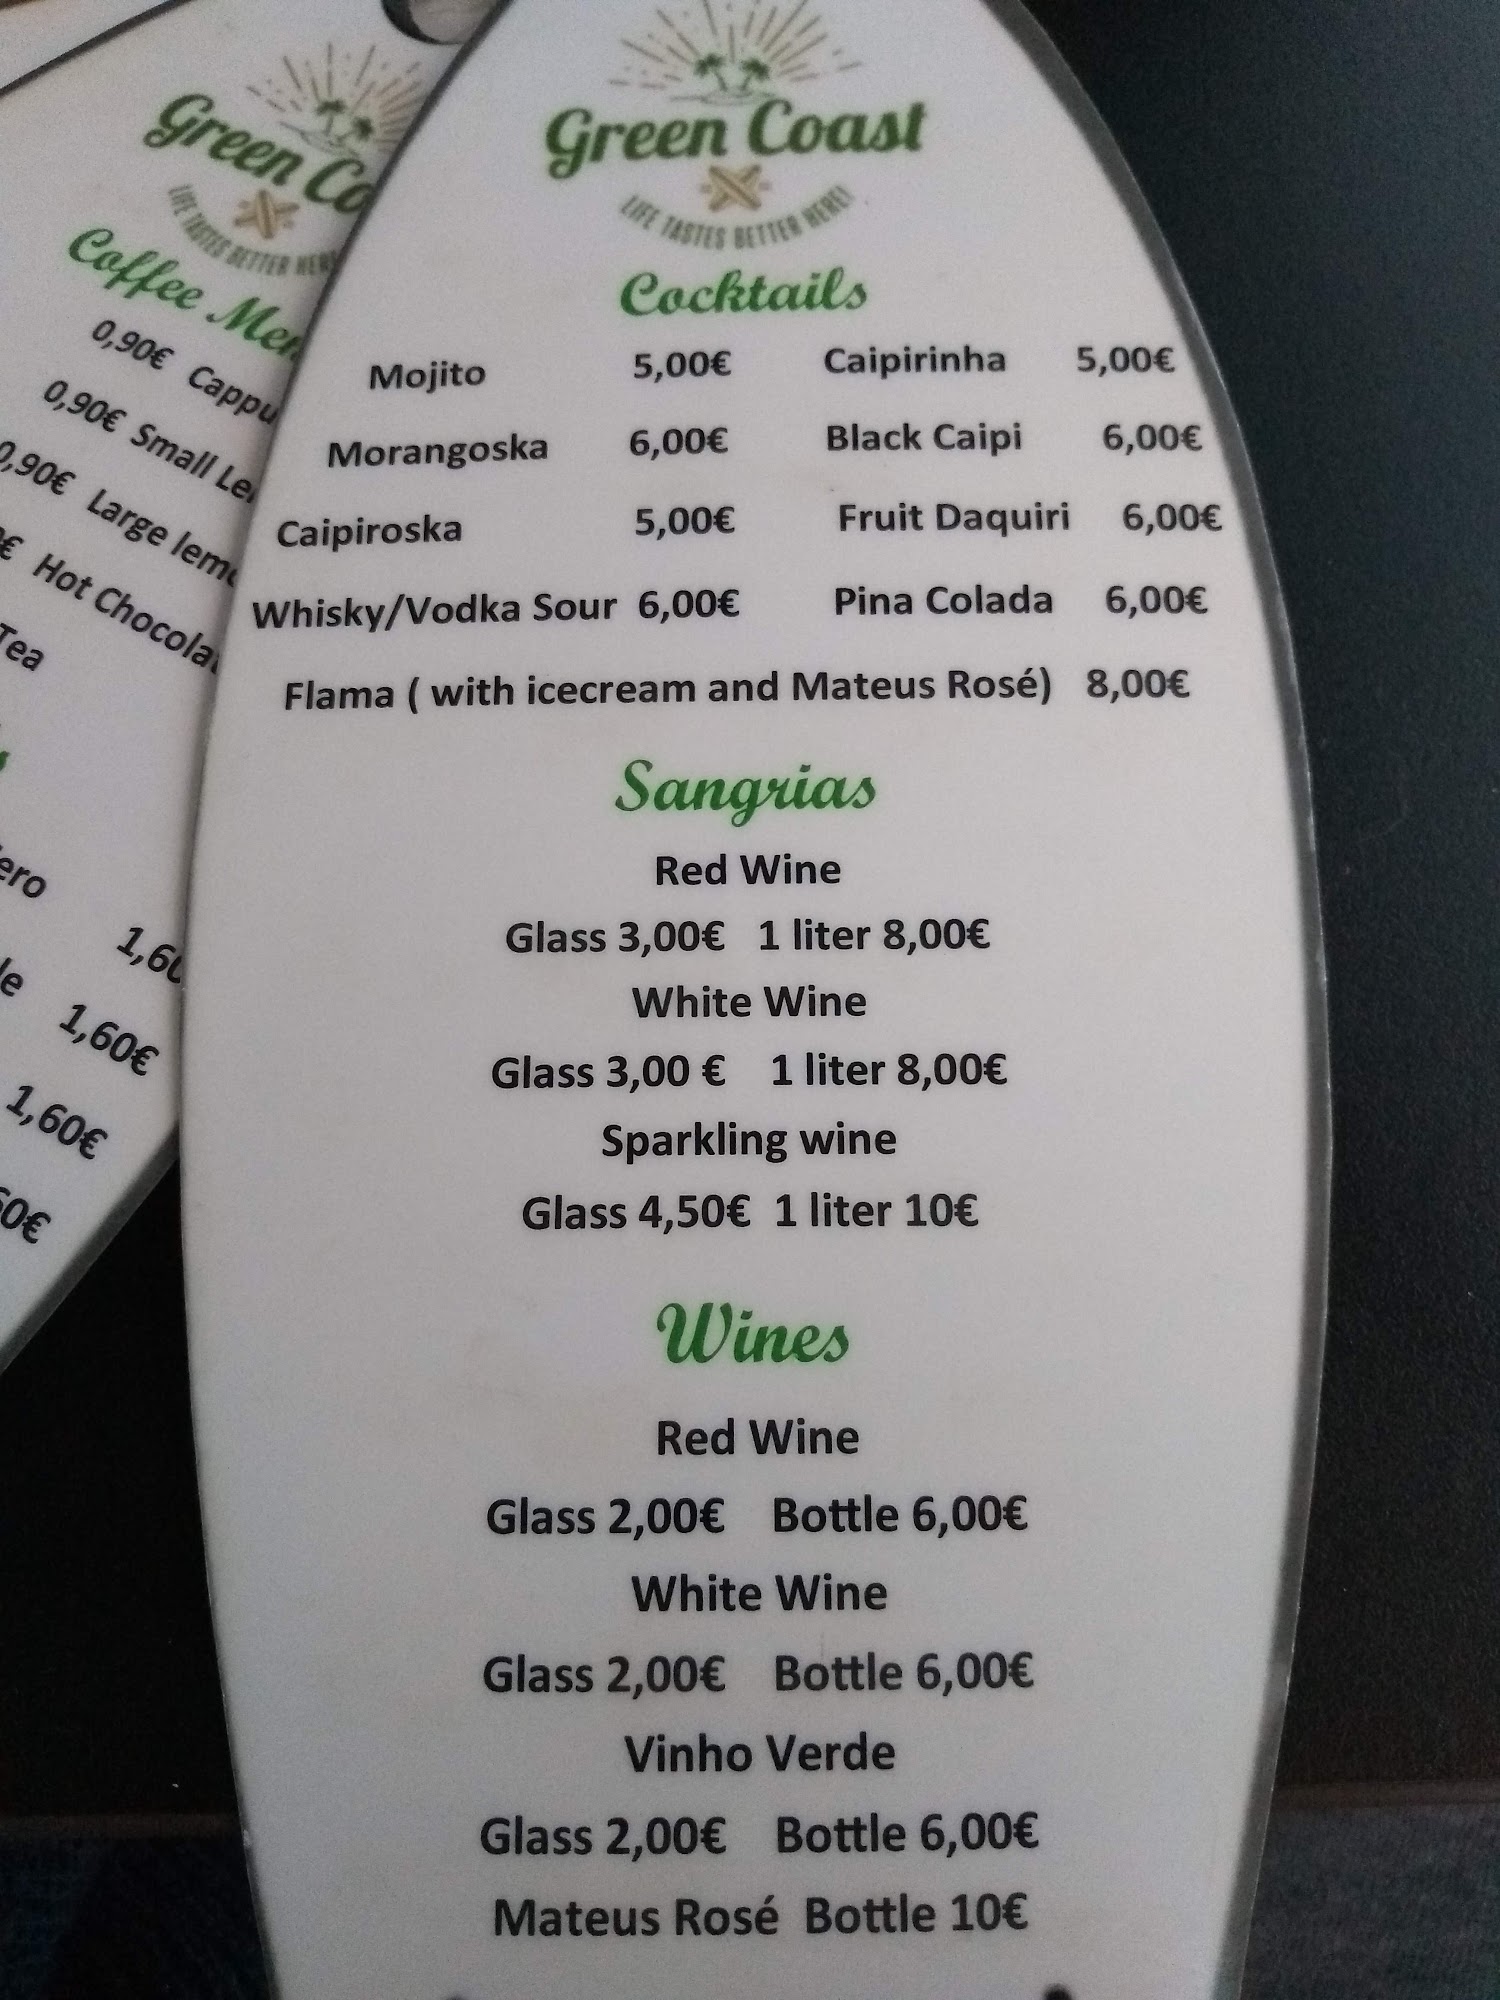 Green Coast
LIFE TASTES BETTER HERE!
Cocktails
Mojito 5,00€ Caipirinha 5,00€
Morangoska 6,00€ Black Caipi 6,00€
Caipiroska 5,00€ Fruit Daquiri 6,00€
Whisky/Vodka Sour 6,00€ Pina Colada 6,00€
Flama ( with icecream and Mateus Rosé) 8,00€
Sangrias
Red Wine
Glass 3,00€ 1 liter 8,00€
White Wine
Glass 3,00 € 1 liter 8,00€
Sparkling wine
Glass 4,50€ 1 liter 10€
Wines
Red Wine
Glass 2,00€ Bottle 6,00€
White Wine
Glass 2,00€ Bottle 6,00€
Vinho Verde
Glass 2,00€ Bottle 6,00€
Mateus Rosé Bottle 10€
Green
LIFE TASTES BETTER
Coffee
0,90€
0,90€ Small
0,90€ Large
Hot
Tea
1,60€
1,60€